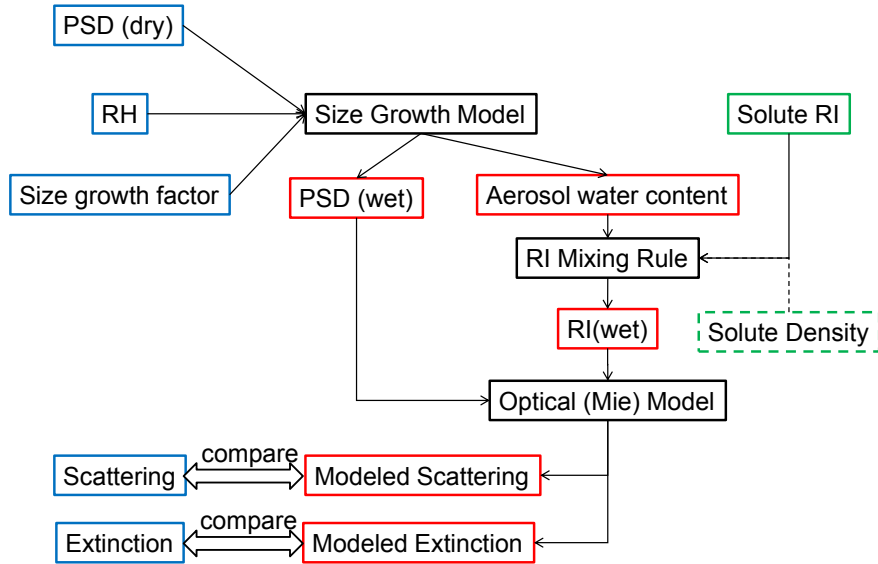 PSD (dry)
RH
Size Growth Model
Solute RI
Size growth factor
PSD (wet)
Aerosol water content
RI Mixing Rule
RI(wet)
Solute Density
Optical (Mie) Model
Scattering
compare
Modeled Scattering
Extinction
compare
Modeled Extinction